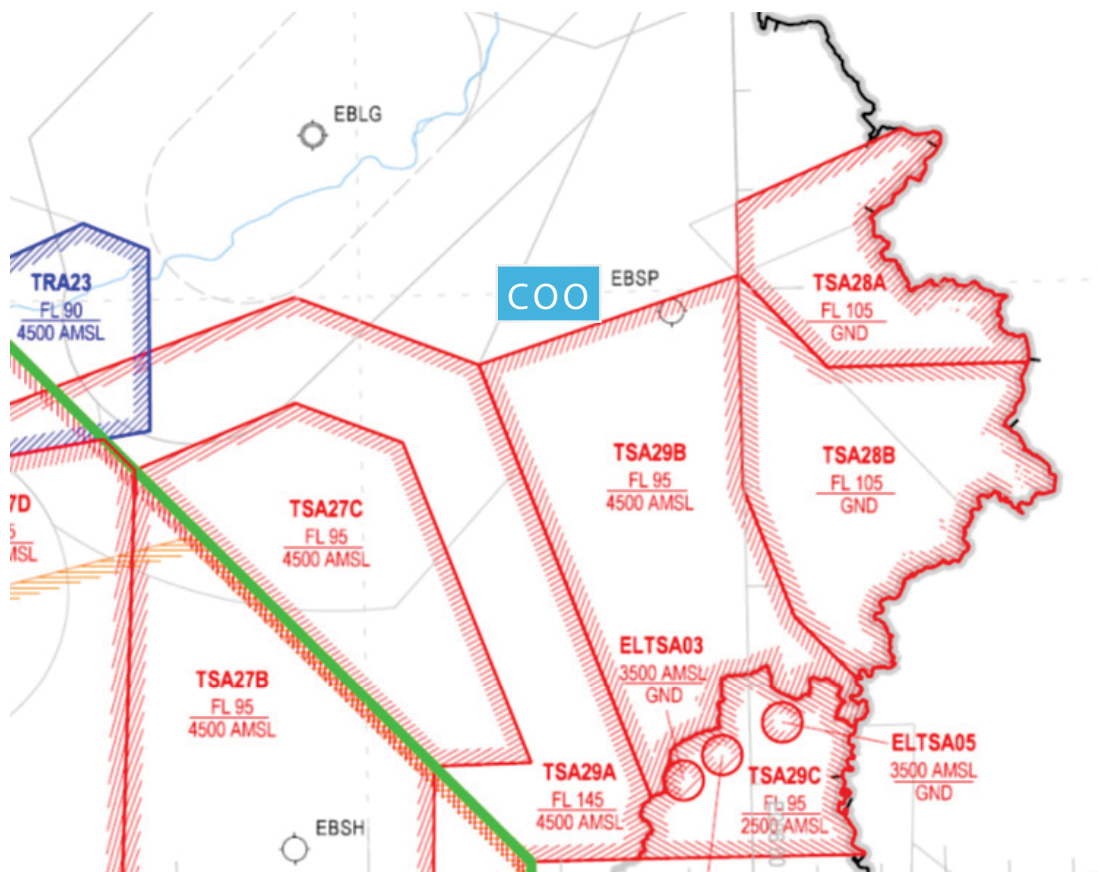 EBLG
TRA23
FL 90
4500 AMSL
COO
EBSP
TSA28A
FL 105
GND
TSA29B
FL 95
4500 AMSL
TSA28B
FL 105
GND
7D
5
MSL
TSA27C
FL 95
4500 AMSL
ELTSA03
3500 AMSL
GND
TSA27B
FL 95
4500 AMSL
ELTSA05
3500 AMSL
GND
TSA29A
FL 145
4500 AMSL
TSA29C
FL 95
2500 AMSL
EBSH